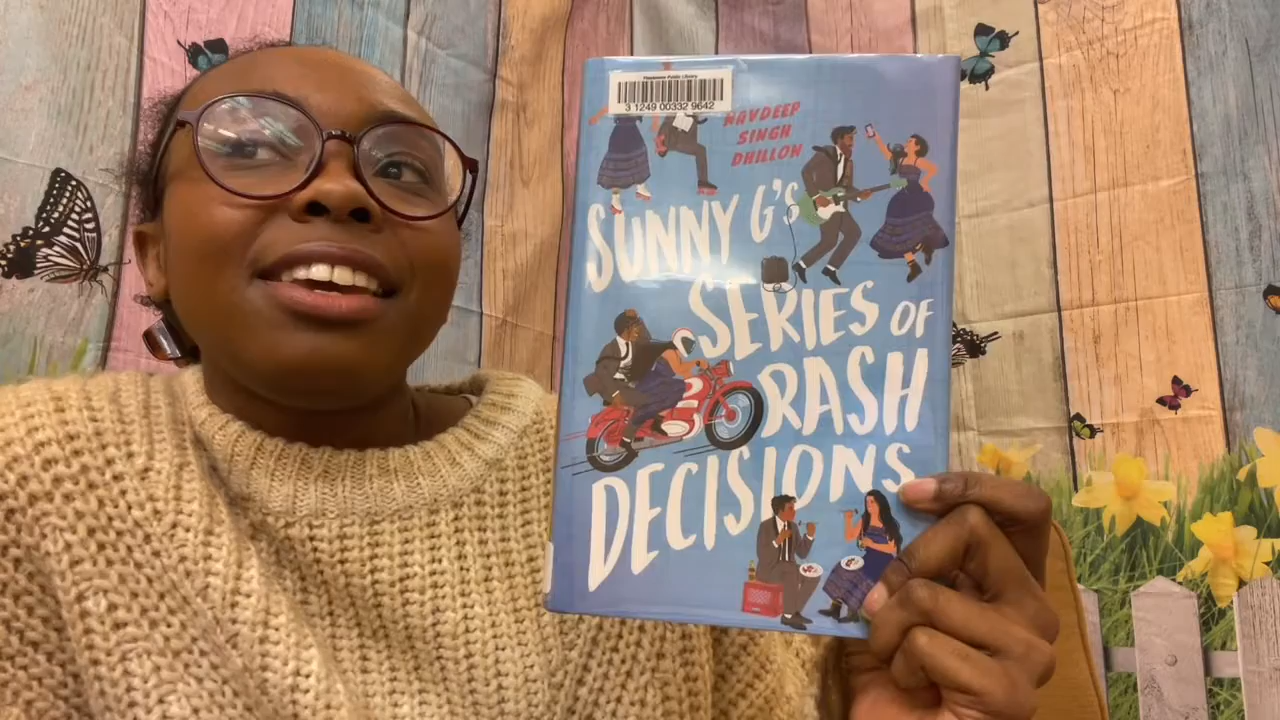 3 1249 00332 9642
NAVDEEP
SINGH
DHILLON
SUNNY G'S
SERIES OF
RASH
DECISIONS